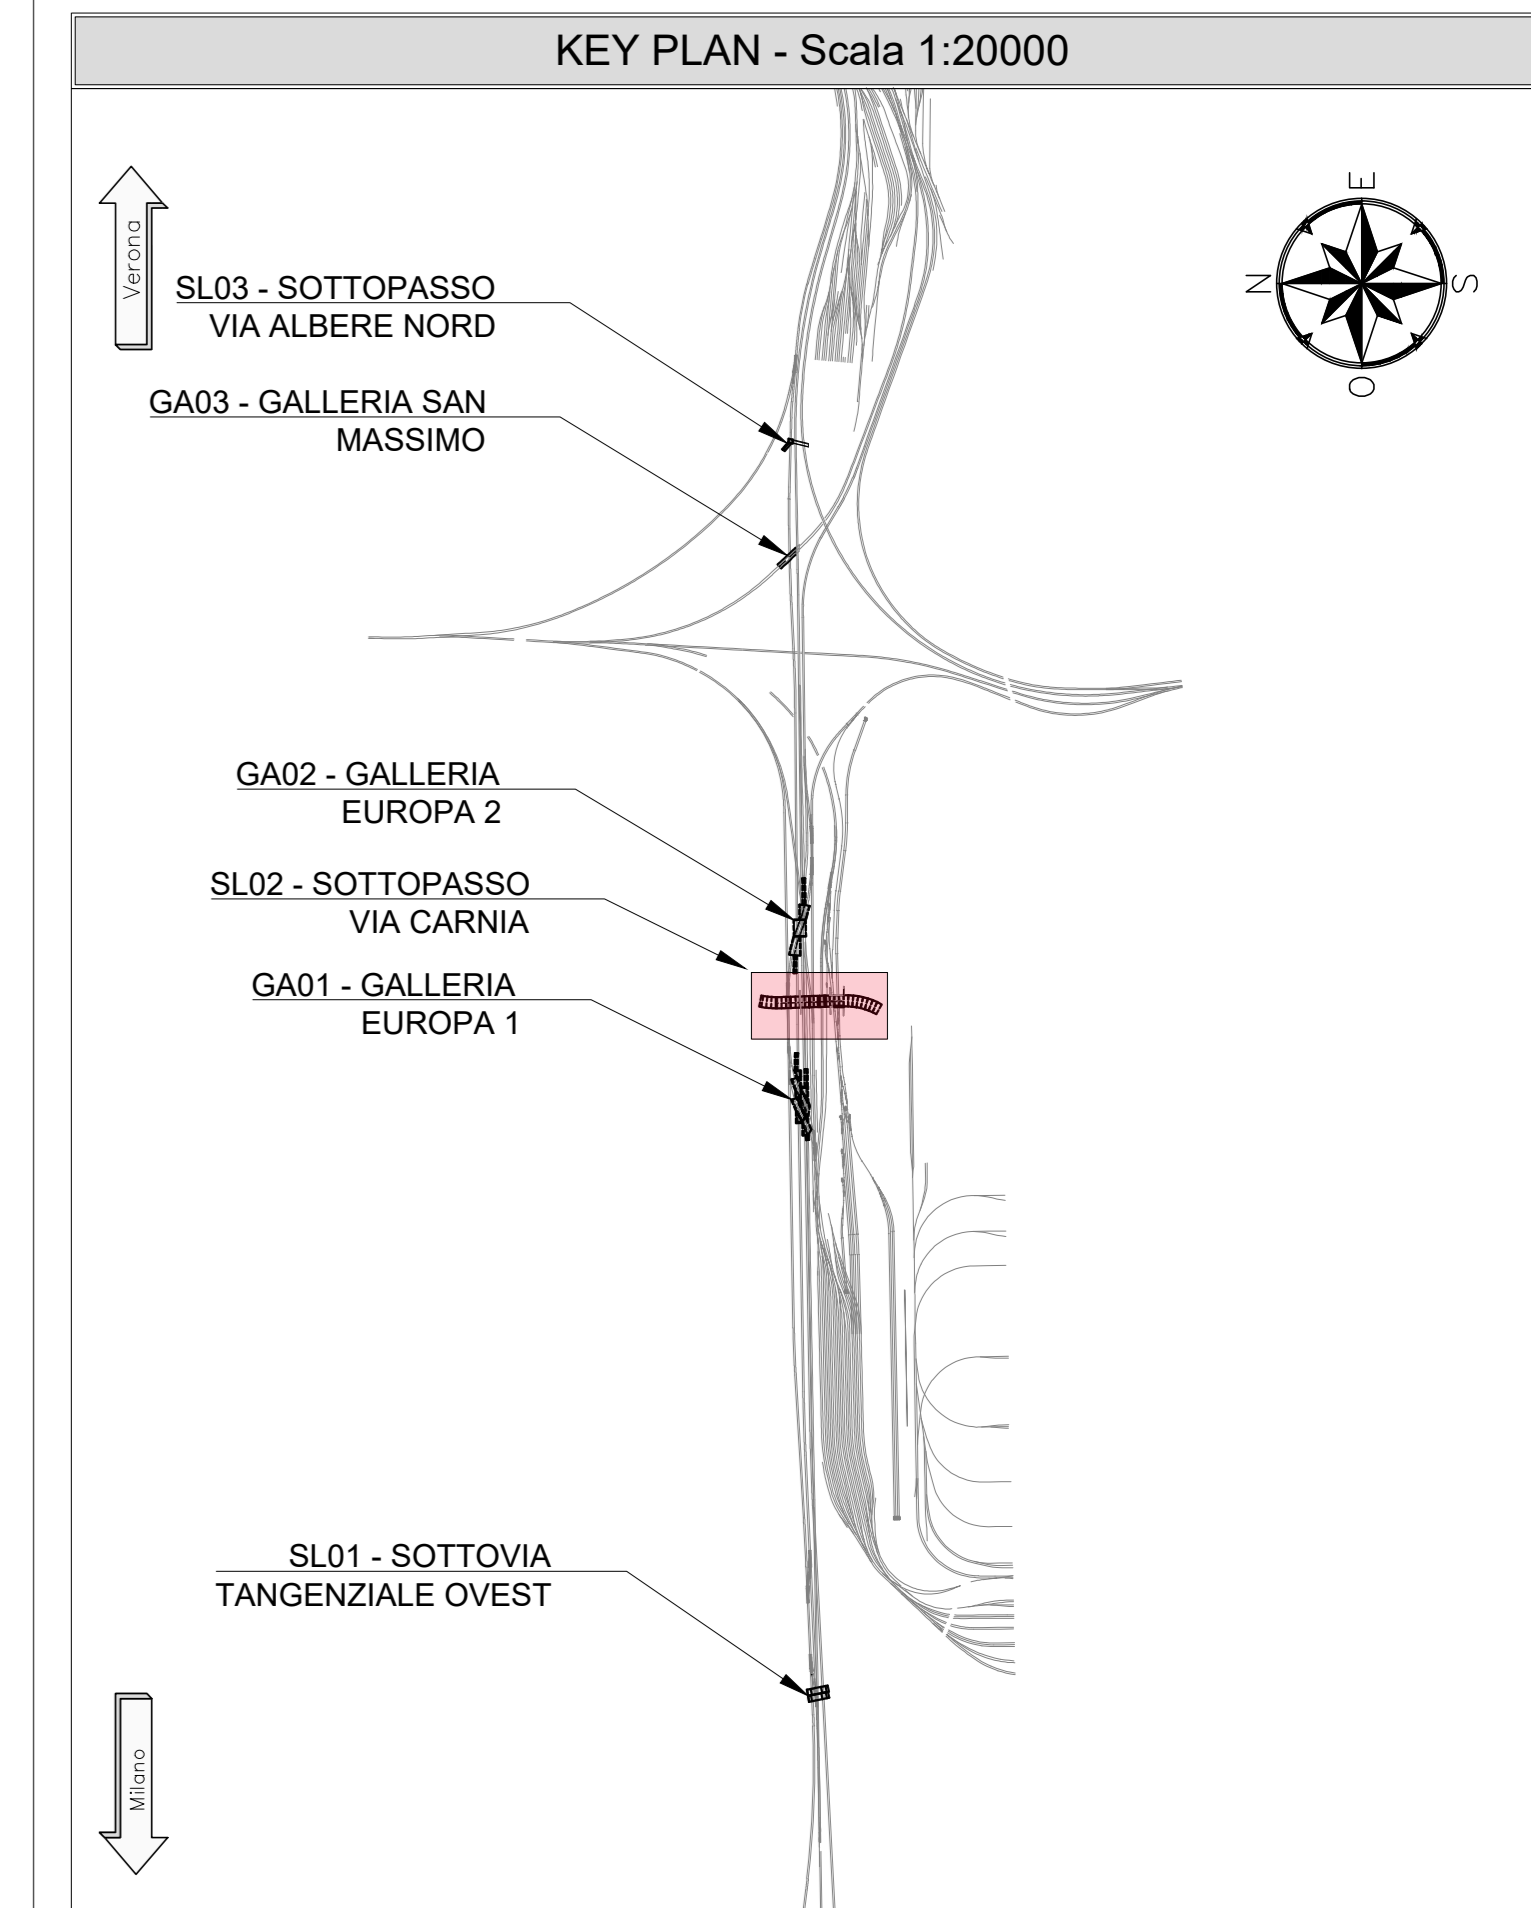 KEY PLAN - Scala 1:20000
Verona
E
N
S
O
SL03 - SOTTOPASSO
VIA ALBERE NORD
GA03 - GALLERIA SAN
MASSIMO
GA02 - GALLERIA
EUROPA 2
SL02 - SOTTOPASSO
VIA CARNIA
GA01 - GALLERIA
EUROPA 1
SL01 - SOTTOVIA
TANGENZIALE OVEST
Milano